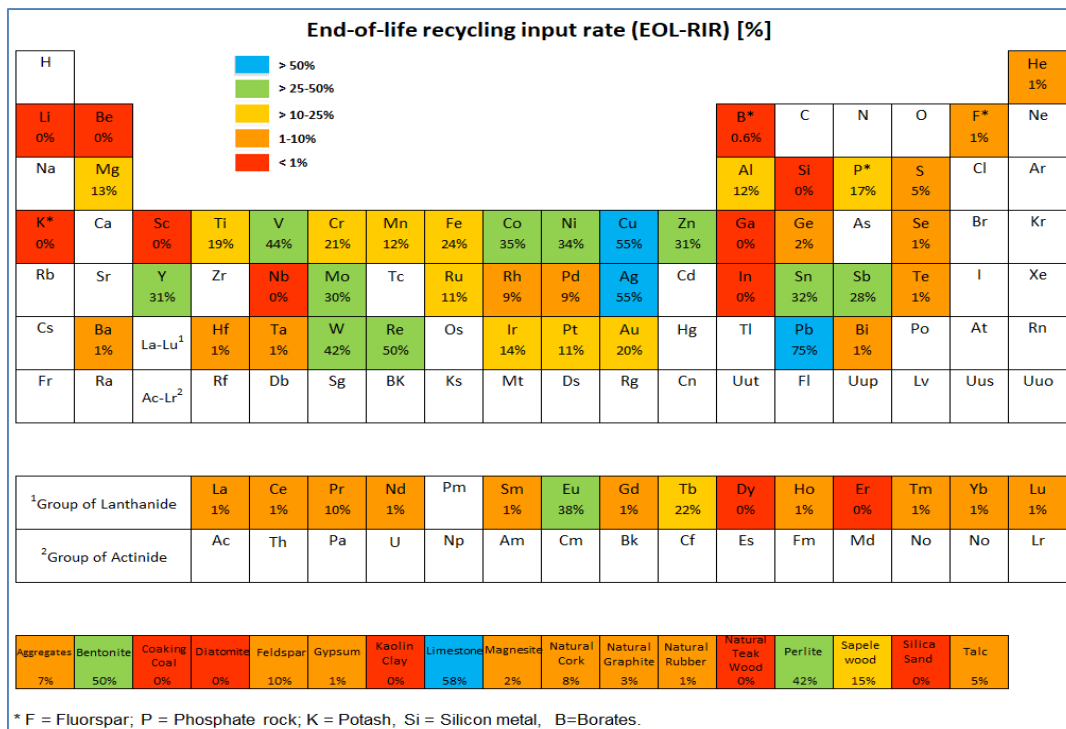 End-of-life recycling input rate (EOL-RIR) [%]
> 50%
> 25-50%
> 10-25%
1-10%
< 1%
H He
1%
Li Be B* C N O F* Ne
0% 0% 0.6% 1%
Na Mg Al Si P* S Cl Ar
13% 12% 0% 17% 5%
K* Ca Sc Ti V Cr Mn Fe Co Ni Cu Zn Ga Ge As Se Br Kr
0% 0% 19% 44% 21% 12% 24% 35% 34% 55% 31% 0% 2% 1%
Rb Sr Y Zr Nb Mo Tc Ru Rh Pd Ag Cd In Sn Sb Te I Xe
31% 0% 30% 11% 9% 9% 55% 0% 32% 28% 1%
Cs Ba La-Lu1 Hf Ta W Re Os Ir Pt Au Hg Tl Pb Bi Po At Rn
1% 1% 1% 42% 50% 14% 11% 20% 75% 1%
Fr Ra Ac-Lr2 Rf Db Sg BK Ks Mt Ds Rg Cn Uut Fl Uup Lv Uus Uuo
1Group of Lanthanide La Ce Pr Nd Pm Sm Eu Gd Tb Dy Ho Er Tm Yb Lu
1% 1% 10% 1% 1% 38% 1% 22% 0% 1% 0% 1% 1% 1%
2Group of Actinide Ac Th Pa U Np Am Cm Bk Cf Es Fm Md No No Lr
Aggregates Bentonite Coaking Coal Diatomite Feldspar Gypsum Kaolin Clay Limestone Magnesite Natural Cork Natural Graphite Natural Rubber Natural Teak Wood Perlite Sapele wood Silica Sand Talc
7% 50% 0% 0% 10% 1% 0% 58% 2% 8% 3% 1% 0% 42% 15% 0% 5%
* F = Fluorspar; P = Phosphate rock; K = Potash, Si = Silicon metal, B=Borates.